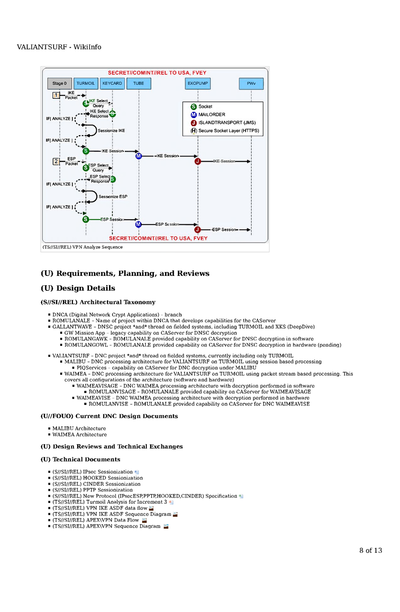 VALIANTSURF - WikiInfo
SECRET//COMINT//REL TO USA, FVEY
Stage 0 TURMOIL KEYCARD TUBE EXOPUMP PWv
1 IKE Packet
IKE Select Query
IKE Select Response
IF( ANALYZE )
Sessionize IKE
IF( ANALYZE )
S IKE Session M IKE Session J IKE Session
2 ESP Packet
ESP Select Query
ESP Select Response
IF( ANALYZE )
Sessionize ESP
IF( ANALYZE )
S ESP Session M ESP Session J ESP Session
S Socket
M MAILORDER
J ISLANDTRANSPORT (JMS)
H Secure Socket Layer (HTTPS)
SECRET//COMINT//REL TO USA, FVEY
(TS//SI//REL) VPN Analyze Sequence
(U) Requirements, Planning, and Reviews
(U) Design Details
(S//SI//REL) Architectural Taxonomy
DNCA (Digital Network Crypt Applications) - branch
ROMULANALE - Name of project within DNCA that develops capabilities for the CAServer
GALLANTWAVE - DNSC project *and* thread on fielded systems, including TURMOIL and XKS (DeepDive)
GW Mission App - legacy capability on CAServer for DNSC decryption
ROMULANGAWK - ROMULANALE provided capability on CAServer for DNSC decryption in software
ROMULANGOWL - ROMULANALE provided capability on CAServer for DNSC decryption in hardware (pending)
VALIANTSURF - DNC project *and* thread on fielded systems, currently including only TURMOIL
MALIBU - DNC processing architecture for VALIANTSURF on TURMOIL using session based processing
PIQServices - capability on CAServer for DNC decryption under MALIBU
WAIMEA - DNC processing architecture for VALIANTSURF on TURMOIL using packet stream based processing. This
covers all configurations of the architecture (software and hardware)
WAIMEAVISAGE - DNC WAIMEA processing architecture with decryption performed in software
ROMULANVISAGE - ROMULANALE provided capability on CAServer for WAIMEAVISAGE
WAIMEAVISE - DNC WAIMEA processing architecture with decryption performed in hardware
ROMULANVISE - ROMULANALE provided capability on CAServer for DNC WAIMEAVISE
(U//FOUO) Current DNC Design Documents
MALIBU Architecture
WAIMEA Architecture
(U) Design Reviews and Technical Exchanges
(U) Technical Documents
(S//SI//REL) IPsec Sessionization
(S//SI//REL) HOOKED Sessionization
(S//SI//REL) CINDER Sessionization
(S//SI//REL) PPTP Sessionization
(S//SI//REL) New Protocol (IPsecESP,PPTP,HOOKED,CINDER) Specification
(S//SI//REL) Turmoil Analysis for Increment 3
(TS//SI//REL) VPN IKE ASDF data flow
(TS//SI//REL) VPN IKE ASDF Sequence Diagram
(TS//SI//REL) APEX\VPN Data Flow
(TS//SI//REL) APEX\VPN Sequence Diagram
8 of 13